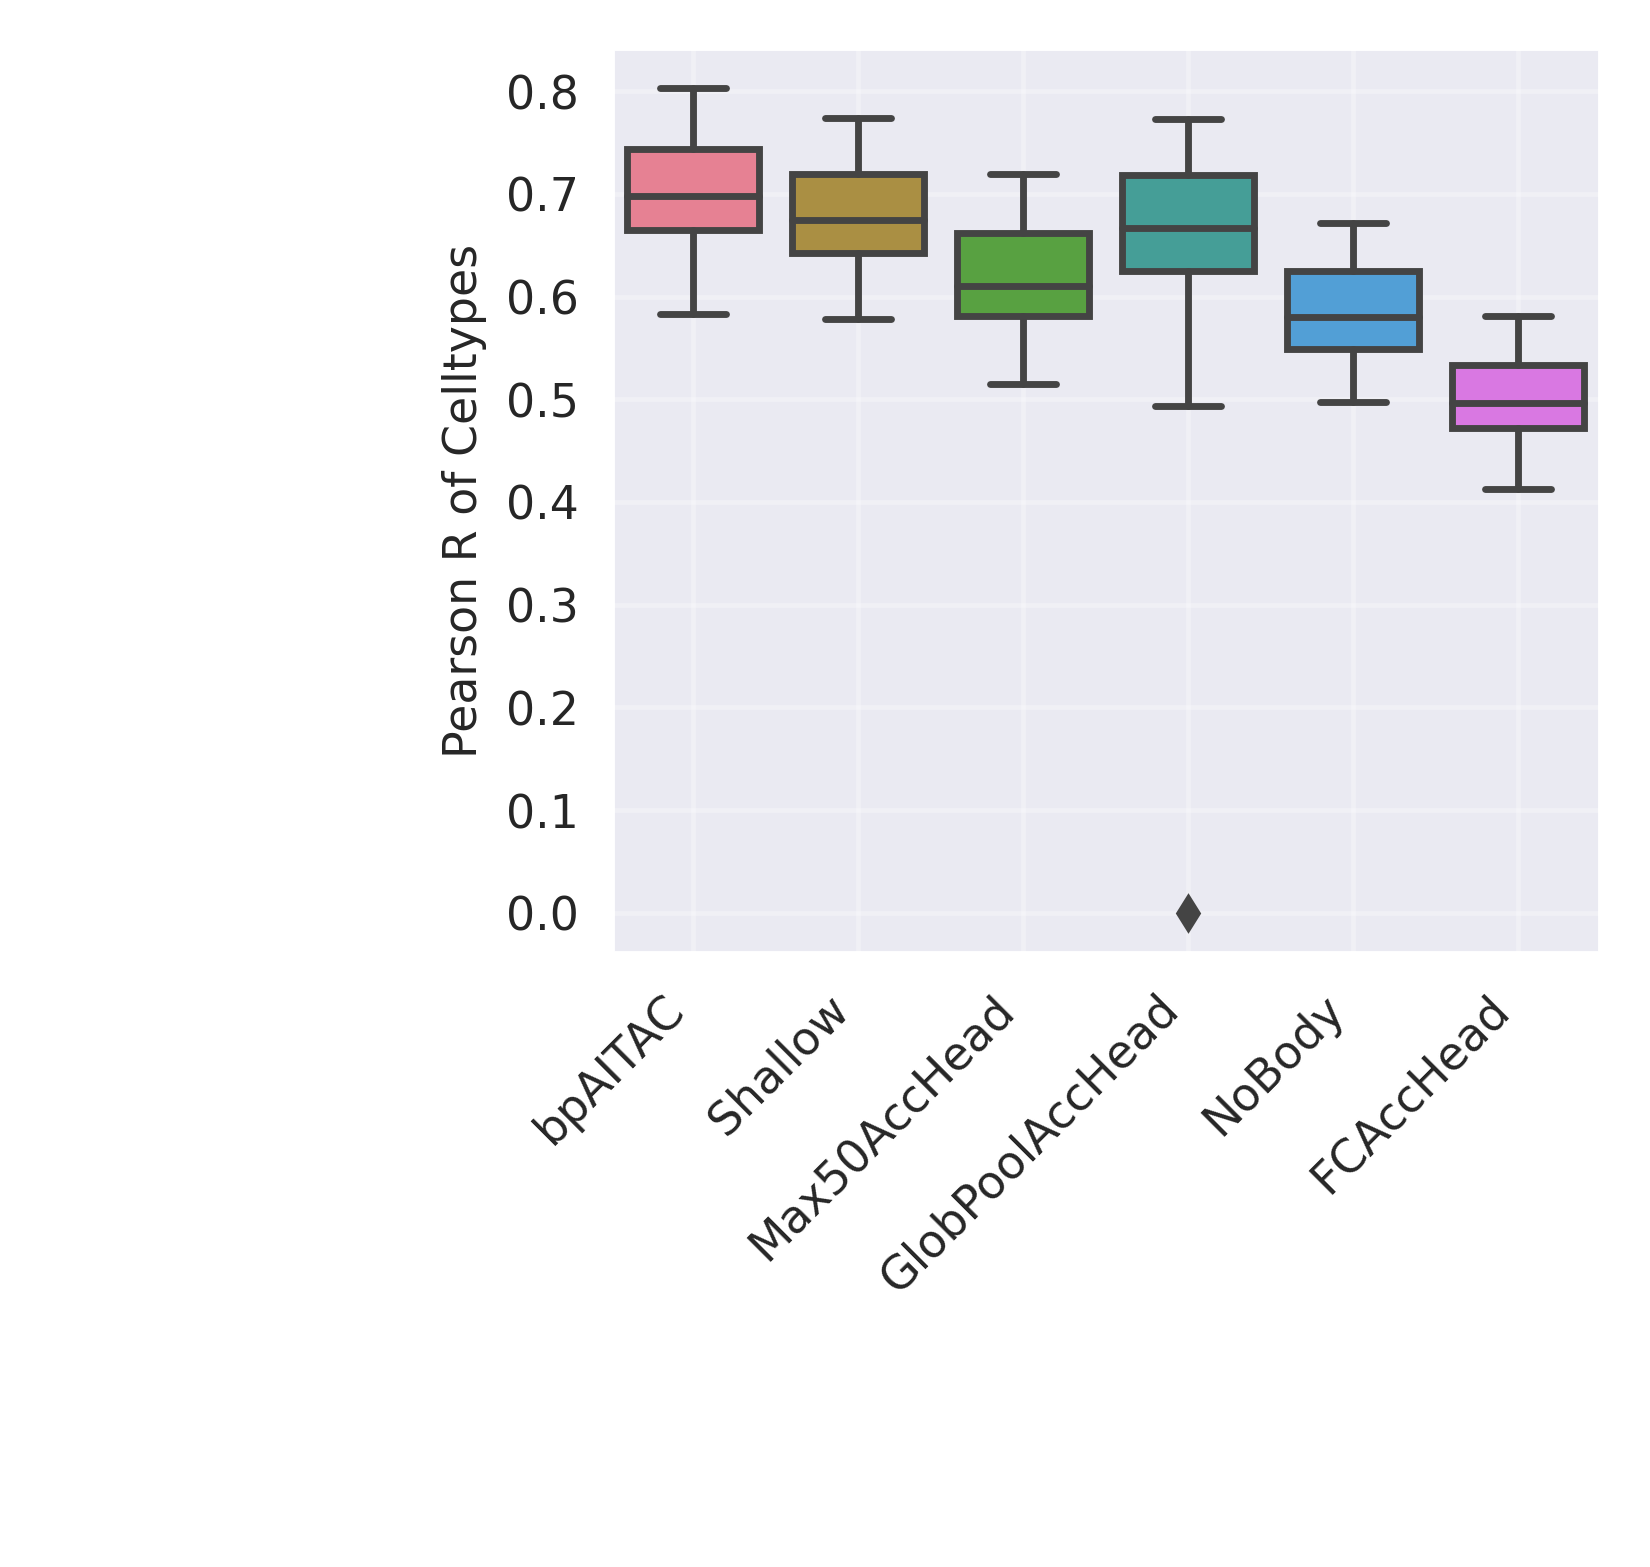 Pearson R of Celltypes
0.8
0.7
0.6
0.5
0.4
0.3
0.2
0.1
0.0
bpAITAC
Shallow
Max50AccHead
GlobPoolAccHead
NoBody
FCAccHead